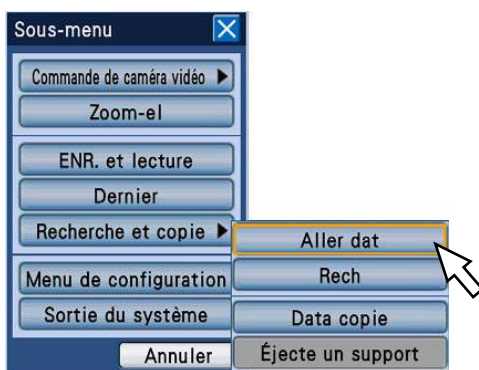 Sous-menu
Commande de caméra vidéo
Zoom-el
ENR. et lecture
Dernier
Recherche et copie
Menu de configuration
Sortie du système
Annuler
Aller dat
Rech
Data copie
Éjecte un support